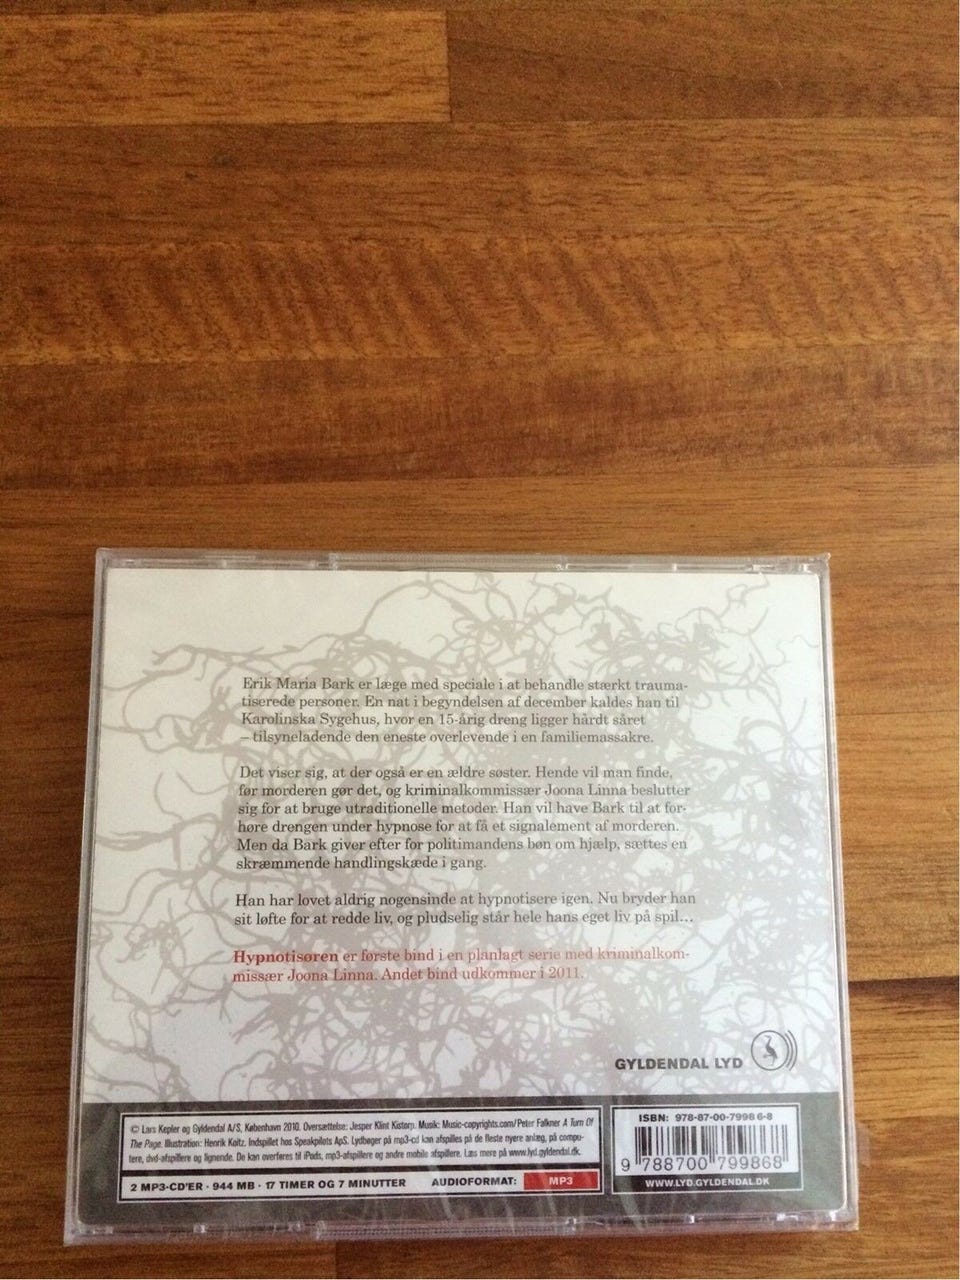 Erik Maria Bark er læge med speciale i at behandle stærkt trauma-
tiserede personer. En nat i begyndelsen af december kaldes han til
Karolinska Sygehus, hvor en 15-årig dreng ligger hårdt såret
– tilsyneladende den eneste overlevende i en familiemassakre.
Det viser sig, at der også er en ældre søster. Hende vil man finde,
før morderen gør det, og kriminalkommissær Joona Linna beslutter
sig for at bruge utraditionelle metoder. Han vil have Bark til at for-
høre drengen under hypnose for at få et signalement af morderen.
Men da Bark giver efter for politimandens bøn om hjælp, sættes en
skræmmende handlingskæde i gang.
Han har lovet aldrig nogensinde at hypnotisere igen. Nu bryder han
sit løfte for at redde liv, og pludselig står hele hans eget liv på spil...
Hypnotisøren er første bind i en planlagt serie med kriminalkom-
missær Joona Linna. Andet bind udkommer i 2011.
GYLDENDAL LYD
© Lars Kepler og Gyldendal A/S, København 2010. Oversættelse: Jesper Klint Kistorp. Musik: Music-copyrights.com/Peter Falkner A Turn Of
The Page. Illustration: Henrik Koitz. Indspillet hos Speakpilots ApS. Lydbøger på mp3-cd kan afspilles på de fleste nyere anlæg, på compu-
tere, dvd-afspillere og lignende. De kan overføres til iPods, mp3-afspillere og andre mobile afspillere. Læs mere på www.lyd.gyldendal.dk.
2 MP3-CD'ER · 944 MB · 17 TIMER OG 7 MINUTTER AUDIOFORMAT: MP3
ISBN: 978-87-00-79986-8
9 788700 799868
WWW.LYD.GYLDENDAL.DK